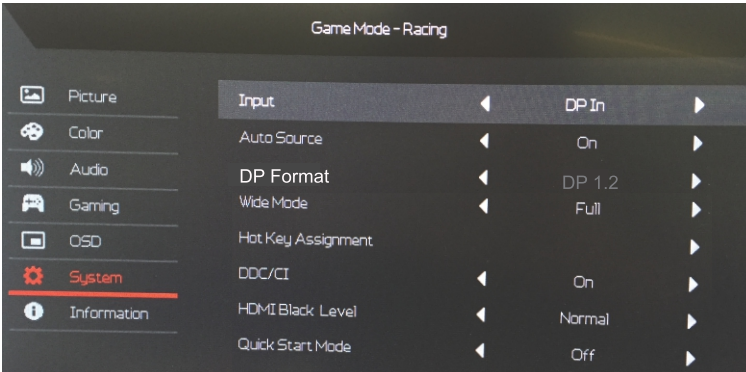 Game Mode - Racing
Picture
Color
Audio
Gaming
OSD
System
Information
Input DP In
Auto Source On
DP Format DP 1.2
Wide Mode Full
Hot Key Assignment
DDC/CI On
HDMI Black Level Normal
Quick Start Mode Off